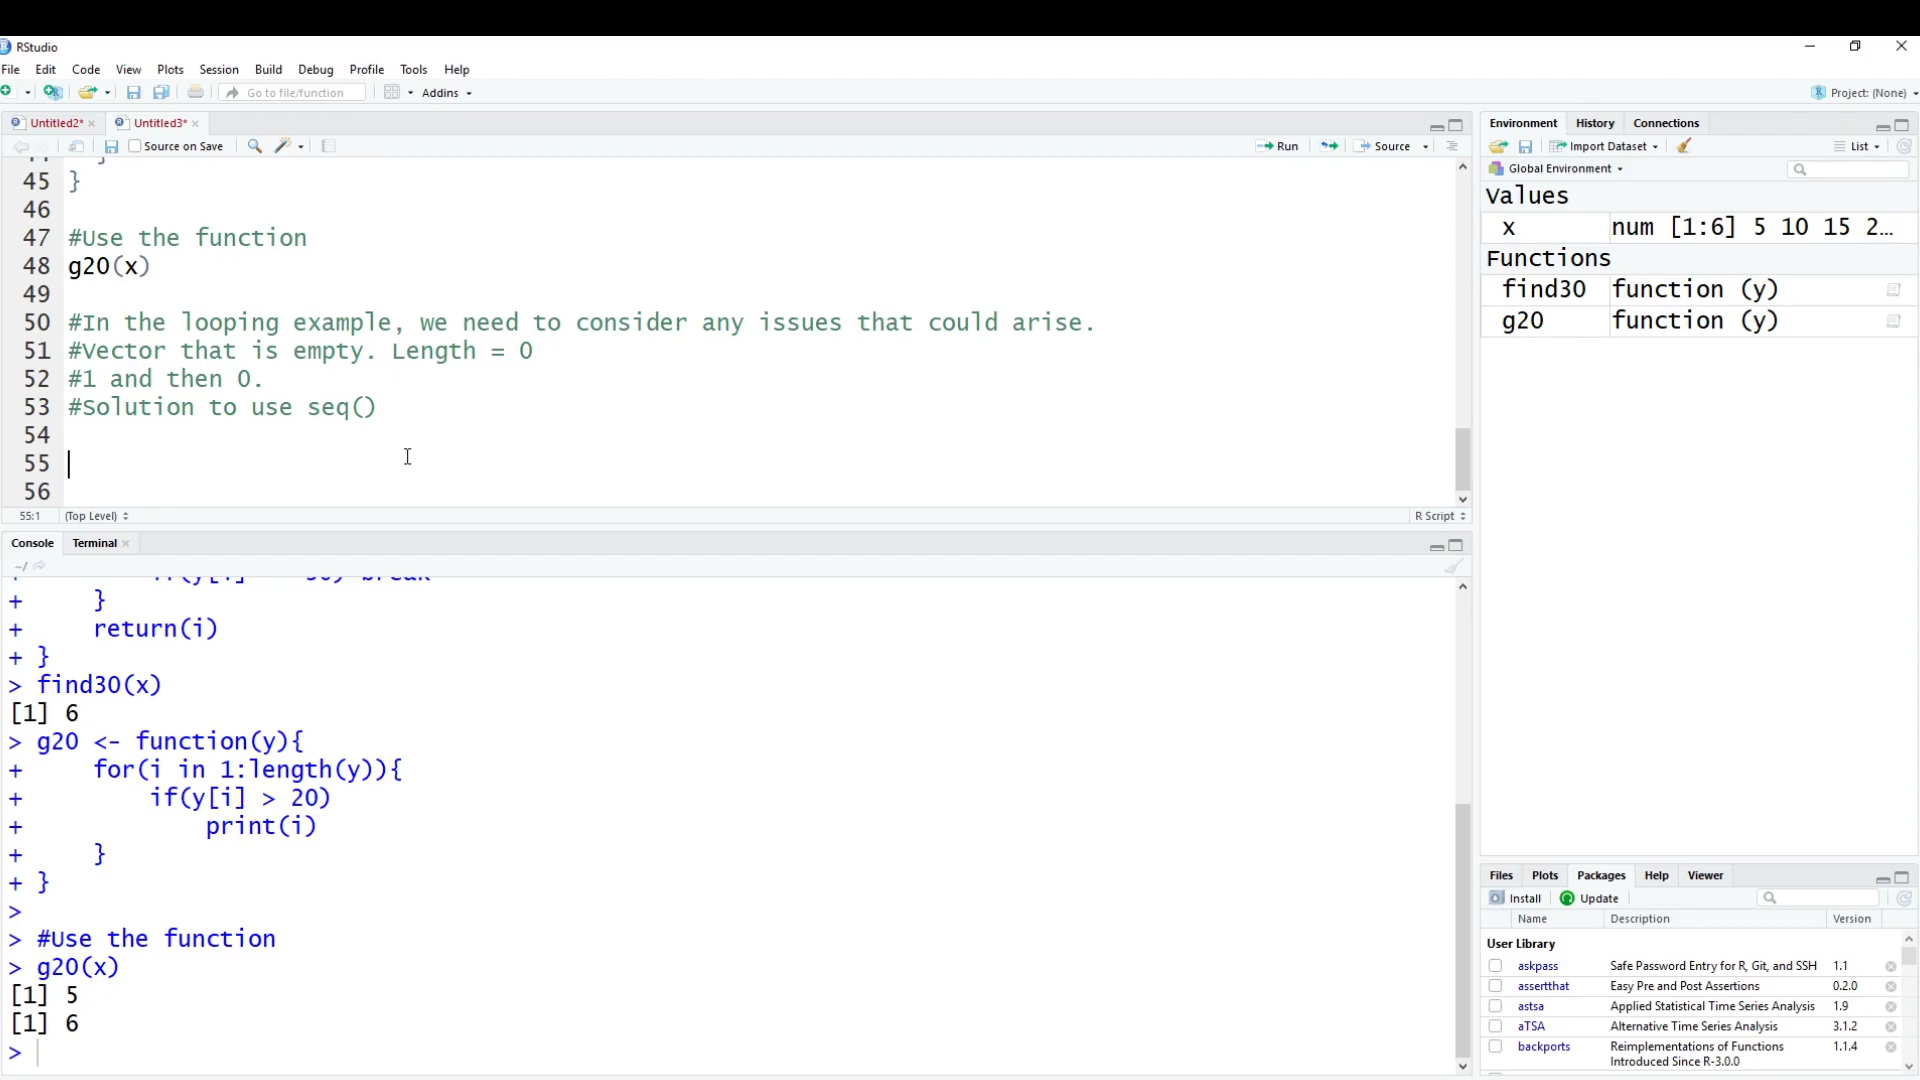 RStudio
File Edit Code View Plots Session Build Debug Profile Tools Help
Go to file/function Addins Project: (None)
Untitled2* Untitled3*
Source on Save Run Source
45 }
46
47 #Use the function
48 g20(x)
49
50 #In the looping example, we need to consider any issues that could arise.
51 #Vector that is empty. Length = 0
52 #1 and then 0.
53 #Solution to use seq()
54
55
56
55:1 (Top Level) R Script
Console Terminal
~/
+ }
+ return(i)
+ }
> find30(x)
[1] 6
> g20 <- function(y){
+ for(i in 1:length(y)){
+ if(y[i] > 20)
+ print(i)
+ }
+ }
>
> #Use the function
> g20(x)
[1] 5
[1] 6
>
Environment History Connections
Import Dataset List
Global Environment
Values
x num [1:6] 5 10 15 2...
Functions
find30 function (y)
g20 function (y)
Files Plots Packages Help Viewer
Install Update
Name Description Version
User Library
askpass Safe Password Entry for R, Git, and SSH 1.1
assertthat Easy Pre and Post Assertions 0.2.0
astsa Applied Statistical Time Series Analysis 1.9
aTSA Alternative Time Series Analysis 3.1.2
backports Reimplementations of Functions 1.1.4
Introduced Since R-3.0.0